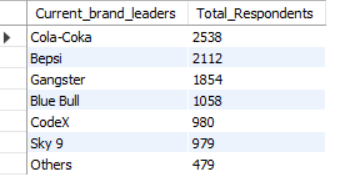 Current_brand_leaders Total_Respondents
Cola-Coka 2538
Bepsi 2112
Gangster 1854
Blue Bull 1058
CodeX 980
Sky 9 979
Others 479